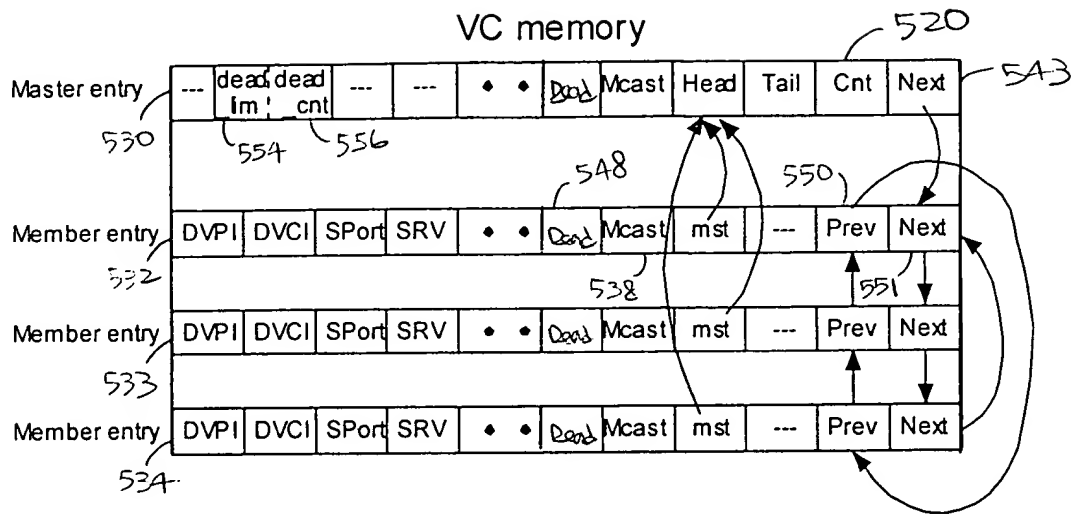 VC memory
520
543
Master entry --- dead_lim dead_cnt --- --- • • Dead Mcast Head Tail Cnt Next
530 554 556
548 550
Member entry DVPI DVCI SPort SRV • • Dead Mcast mst --- Prev Next
532 538 551
Member entry DVPI DVCI SPort SRV • • Dead Mcast mst --- Prev Next
533
Member entry DVPI DVCI SPort SRV • • Dead Mcast mst --- Prev Next
534